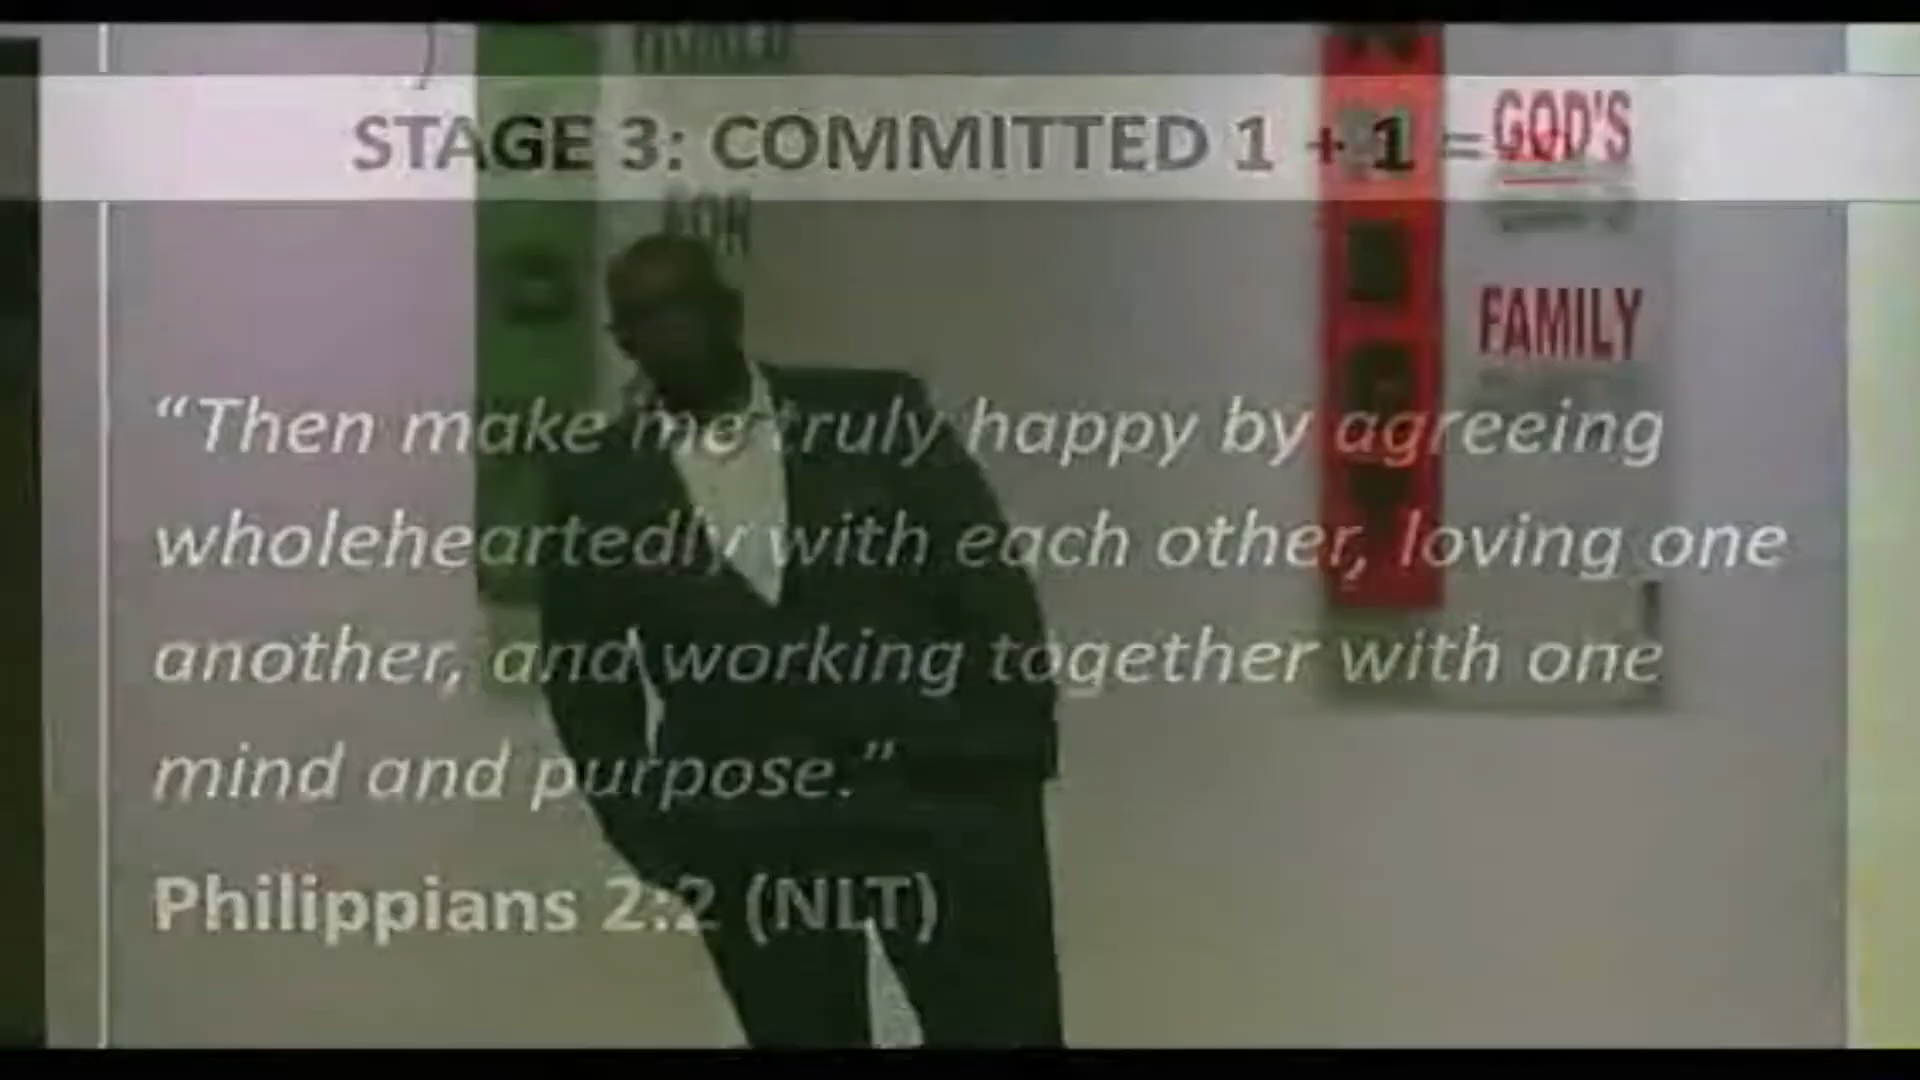 STAGE 3: COMMITTED 1 + 1 =
GOD'S
FAMILY
“Then make me truly happy by agreeing
wholeheartedly with each other, loving one
another, and working together with one
mind and purpose.”
Philippians 2:2 (NLT)